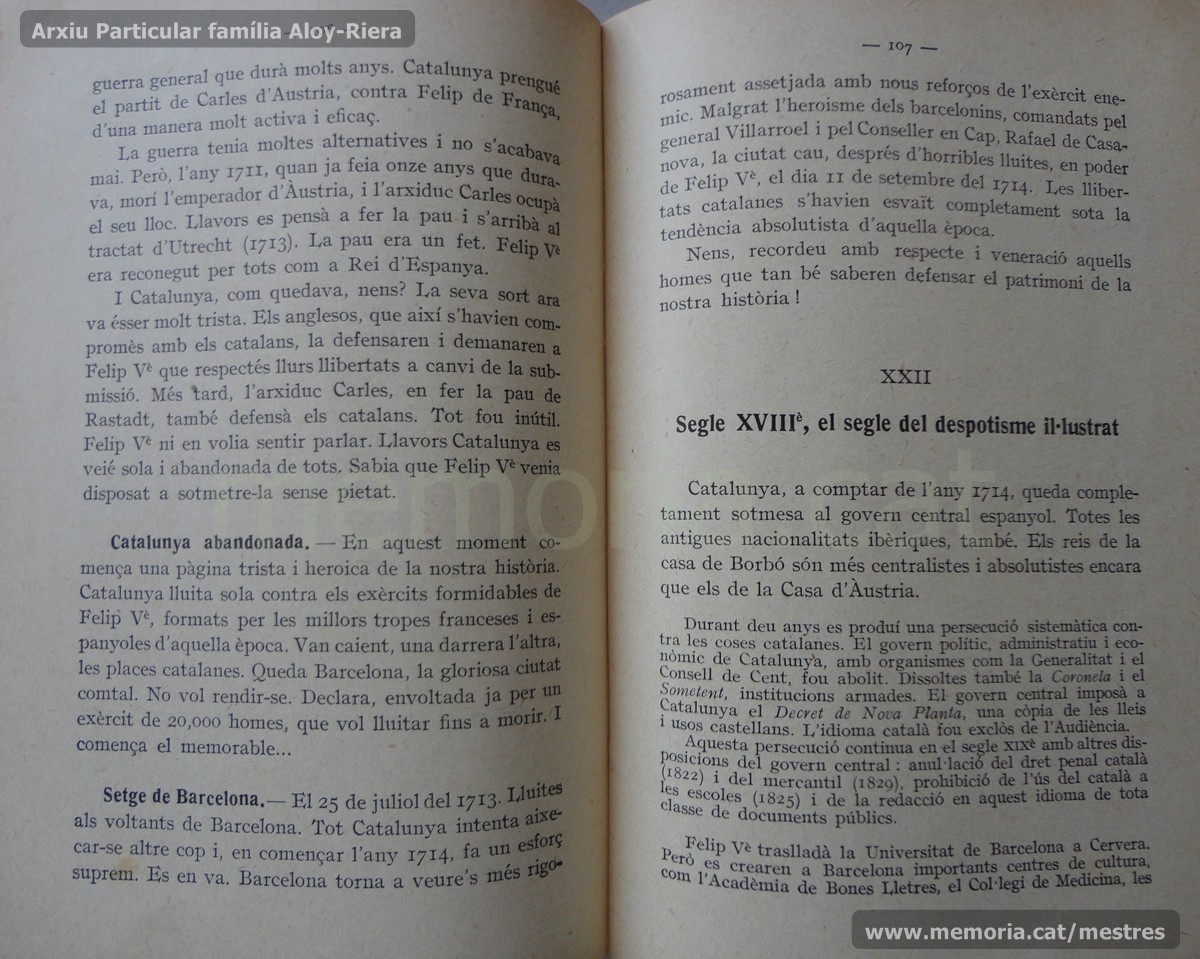 Arxiu Particular família Aloy-Riera
guerra general que durà molts anys. Catalunya prengué
el partit de Carles d'Austria, contra Felip de França,
d'una manera molt activa i eficaç.
La guerra tenia moltes alternatives i no s'acabava
mai. Però, l'any 1711, quan ja feia onze anys que dura-
va, morí l'emperador d'Àustria, i l'arxiduc Carles ocupà
el seu lloc. Llavors es pensà a fer la pau i s'arribà al
tractat d'Utrecht (1713). La pau era un fet. Felip Vè
era reconegut per tots com a Rei d'Espanya.
I Catalunya, com quedava, nens? La seva sort ara
va ésser molt trista. Els anglesos, que així s'havien com-
promès amb els catalans, la defensaren i demanaren a
Felip Vè que respectés llurs llibertats a canvi de la sub-
missió. Més tard, l'arxiduc Carles, en fer la pau de
Rastadt, també defensà els catalans. Tot fou inútil.
Felip Vè ni en volia sentir parlar. Llavors Catalunya es
veié sola i abandonada de tots. Sabia que Felip Vè venia
disposat a sotmetre-la sense pietat.
Catalunya abandonada. — En aquest moment co-
mença una pàgina trista i heroica de la nostra història.
Catalunya lluita sola contra els exèrcits formidables de
Felip Vè, formats per les millors tropes franceses i es-
panyoles d'aquella època. Van caient, una darrera l'altra,
les places catalanes. Queda Barcelona, la gloriosa ciutat
comtal. No vol rendir-se. Declara, envoltada ja per un
exèrcit de 20,000 homes, que vol lluitar fins a morir. I
comença el memorable...
Setge de Barcelona. — El 25 de juliol del 1713. Lluites
als voltants de Barcelona. Tot Catalunya intenta aixe-
car-se altre cop i, en començar l'any 1714, fa un esforç
suprem. Es en va. Barcelona torna a veure's més rigo-
— 107 —
rosament assetjada amb nous reforços de l'exèrcit ene-
mic. Malgrat l'heroisme dels barcelonins, comandats pel
general Villarroel i pel Conseller en Cap, Rafael de Casa-
nova, la ciutat cau, després d'horribles lluites, en poder
de Felip Vè, el dia 11 de setembre del 1714. Les lliber-
tats catalanes s'havien esvaït completament sota la
tendència absolutista d'aquella època.
Nens, recordeu amb respecte i veneració aquells
homes que tan bé saberen defensar el patrimoni de la
nostra història !
XXII
Segle XVIIIè, el segle del despotisme il·lustrat
Catalunya, a comptar de l'any 1714, queda comple-
tament sotmesa al govern central espanyol. Totes les
antigues nacionalitats ibèriques, també. Els reis de la
casa de Borbó són més centralistes i absolutistes encara
que els de la Casa d'Àustria.
Durant deu anys es produí una persecució sistemàtica con-
tra les coses catalanes. El govern polític, administratiu i eco-
nòmic de Catalunya, amb organismes com la Generalitat i el
Consell de Cent, fou abolit. Dissoltes també la Coronela i el
Sometent, institucions armades. El govern central imposà a
Catalunya el Decret de Nova Planta, una còpia de les lleis
i usos castellans. L'idioma català fou exclòs de l'Audiència.
Aquesta persecució continua en el segle XIXè amb altres dis-
posicions del govern central : anul·lació del dret penal català
(1822) i del mercantil (1829), prohibició de l'ús del català a
les escoles (1825) i de la redacció en aquest idioma de tota
classe de documents públics.
Felip Vè traslladà la Universitat de Barcelona a Cervera.
Però es crearen a Barcelona importants centres de cultura,
com l'Acadèmia de Bones Lletres, el Col·legi de Medicina, les
memoria.cat
www.memoria.cat/mestres